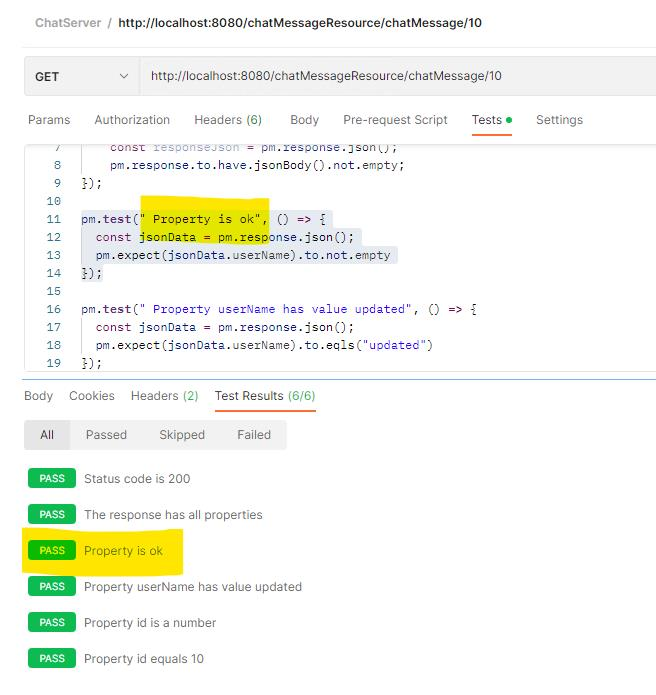 ChatServer / http://localhost:8080/chatMessageResource/chatMessage/10
GET http://localhost:8080/chatMessageResource/chatMessage/10
Params Authorization Headers (6) Body Pre-request Script Tests Settings
7 const responseJson = pm.response.json();
8 pm.response.to.have.jsonBody().not.empty;
9 });
10
11 pm.test(" Property is ok", () => {
12 const jsonData = pm.response.json();
13 pm.expect(jsonData.userName).to.not.empty
14 });
15
16 pm.test(" Property userName has value updated", () => {
17 const jsonData = pm.response.json();
18 pm.expect(jsonData.userName).to.eqls("updated")
19 });
Body Cookies Headers (2) Test Results (6/6)
All Passed Skipped Failed
PASS Status code is 200
PASS The response has all properties
PASS Property is ok
PASS Property userName has value updated
PASS Property id is a number
PASS Property id equals 10